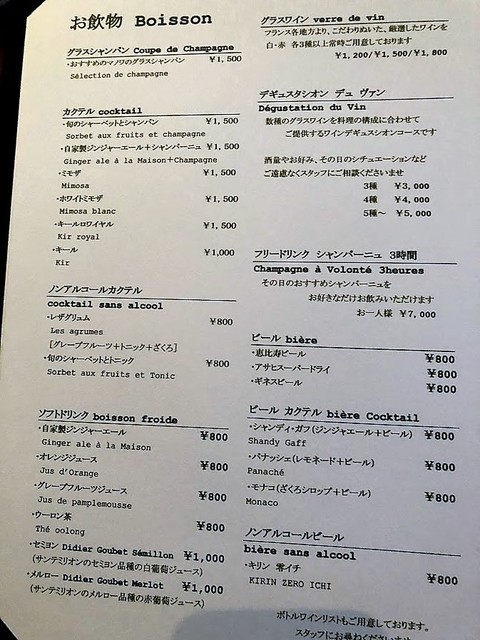 お飲物 Boisson
グラスシャンパン Coupe de Champagne
・おすすめのマノワのグラスシャンパン ¥1,500
Sélection de champagne
カクテル cocktail
・旬のシャーベットとシャンパン ¥1,500
Sorbet aux fruits et champagne
・自家製ジンジャーエール＋シャンパーニュ ¥1,500
Ginger ale à la Maison＋Champagne
・ミモザ ¥1,500
Mimosa
・ホワイトミモザ ¥1,500
Mimosa blanc
・キールロワイヤル ¥1,500
Kir royal
・キール ¥1,000
Kir
ノンアルコールカクテル
cocktail sans alcool
・レザグリュム ¥800
Les agrumes
[グレープフルーツ＋トニック＋ざくろ]
・旬のシャーベットとトニック ¥800
Sorbet aux fruits et Tonic
ソフトドリンク boisson froide
・自家製ジンジャーエール ¥800
Ginger ale à la Maison
・オレンジジュース ¥800
Jus d'Orange
・グレープフルーツジュース ¥800
Jus de pamplemousse
・ウーロン茶 ¥800
Thé oolong
・セミヨン Didier Goubet Sémillon ¥1,000
(サンテミリオンのセミヨン品種の白葡萄ジュース)
・メルロー Didier Goubet Merlot ¥1,000
(サンテミリオンのメルロー品種の赤葡萄ジュース)
グラスワイン verre de vin
フランス各地方より、こだわりぬいた、厳選したワインを
白・赤 各3種以上常時ご用意しております
¥1,200/¥1,500/¥1,800
デギュスタシオン デュ ヴァン
Dégustation du Vin
数種のグラスワインを料理の構成に合わせて
ご提供するワインデギュスシオンコースです
酒量やお好み、その日のシチュエーションなど
ご遠慮なくスタッフにご相談くださいませ
3種 ¥3,000
4種 ¥4,000
5種〜 ¥5,000
フリードリンク シャンパーニュ 3時間
Champagne à Volonté 3heures
その日のおすすめシャンパーニュを
お好きなだけお飲みいただけます
お一人様 ¥7,000
ビール bière
・恵比寿ビール ¥800
・アサヒスーパードライ ¥800
・ギネスビール ¥800
ビール カクテル bière Cocktail
・シャンディ・ガフ(ジンジャエール＋ビール) ¥800
Shandy Gaff
・パナッシェ(レモネード＋ビール) ¥800
Panaché
・モナコ(ざくろシロップ＋ビール) ¥800
Monaco
ノンアルコールビール
bière sans alcool
・キリン 零イチ ¥800
KIRIN ZERO ICHI
ボトルワインリストもご用意しております。
スタッフにお尋ねくださいませ